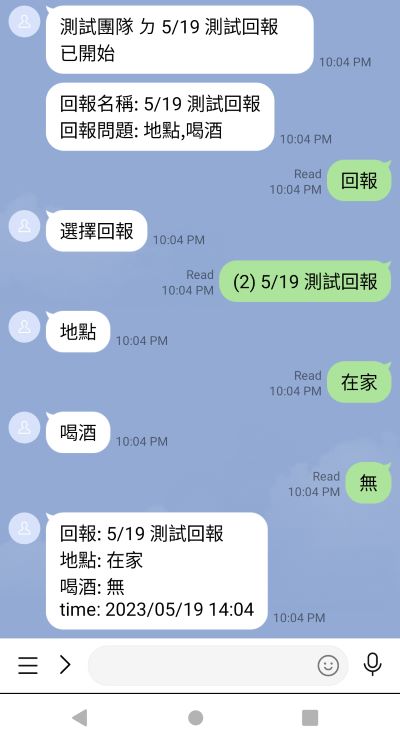 測試團隊 ㄉ 5/19 測試回報
已開始
10:04 PM
回報名稱: 5/19 測試回報
回報問題: 地點,喝酒
10:04 PM
Read
10:04 PM
回報
選擇回報
10:04 PM
Read
10:04 PM
(2) 5/19 測試回報
地點
10:04 PM
Read
10:04 PM
在家
喝酒
10:04 PM
Read
10:04 PM
無
回報: 5/19 測試回報
地點: 在家
喝酒: 無
time: 2023/05/19 14:04
10:04 PM